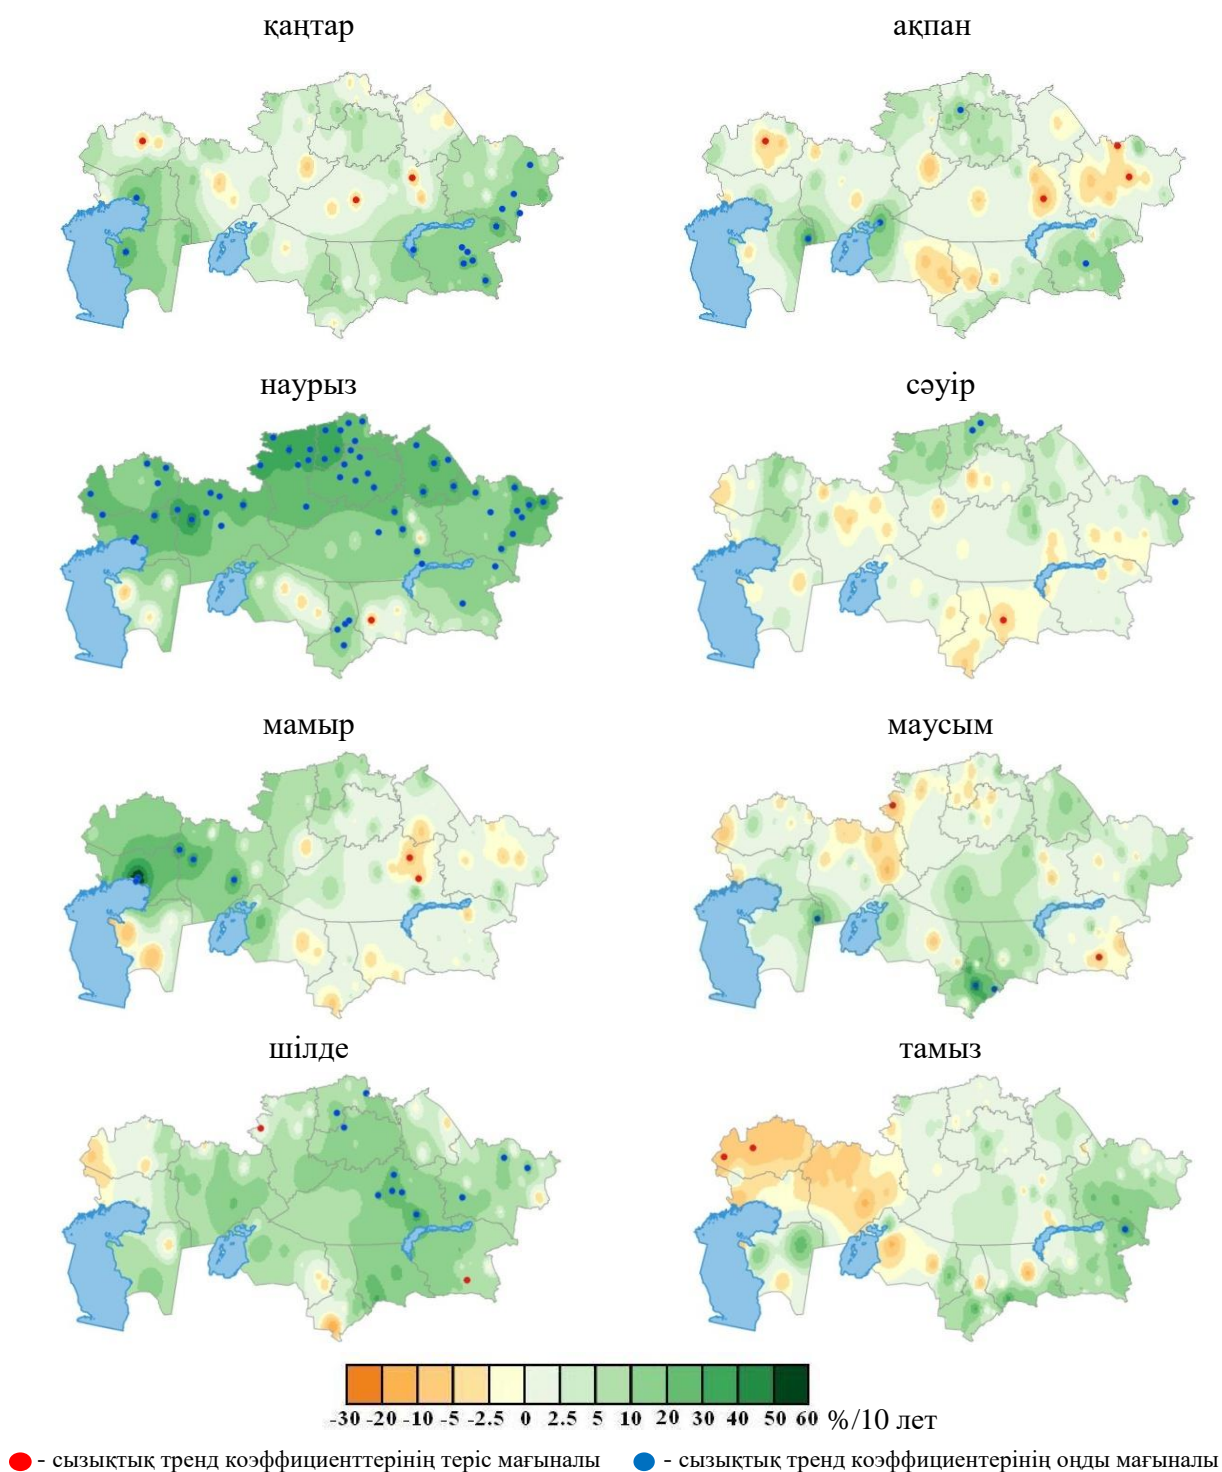 қаңтар ақпан
наурыз сәуір
мамыр маусым
шілде тамыз
-30 -20 -10 -5 -2.5 0 2.5 5 10 20 30 40 50 60 %/10 лет
- сызықтық тренд коэффициенттерінің теріс мағыналы - сызықтық тренд коэффициентерінің оңды мағыналы